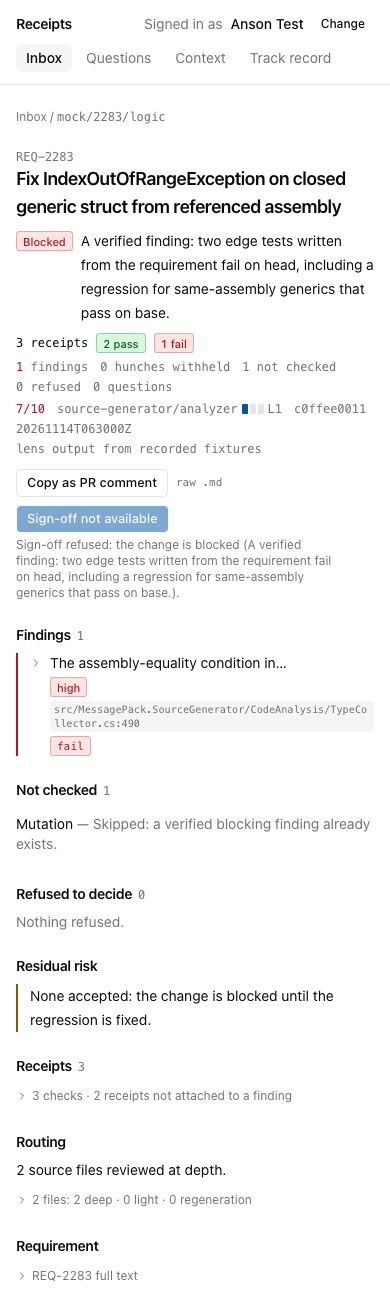 Receipts Signed in as Anson Test Change
Inbox Questions Context Track record
Inbox / mock/2283/logic
REQ-2283
Fix IndexOutOfRangeException on closed
generic struct from referenced assembly
Blocked A verified finding: two edge tests written
from the requirement fail on head, including a
regression for same-assembly generics that
pass on base.
3 receipts 2 pass 1 fail
1 findings 0 hunches withheld 1 not checked
0 refused 0 questions
7/10 source-generator/analyzer L1 c0ffee0011
20261114T063000Z
lens output from recorded fixtures
Copy as PR comment raw .md
Sign-off not available
Sign-off refused: the change is blocked (A verified
finding: two edge tests written from the requirement fail
on head, including a regression for same-assembly
generics that pass on base.).
Findings 1
The assembly-equality condition in...
high
src/MessagePack.SourceGenerator/CodeAnalysis/TypeCo
llector.cs:490
fail
Not checked 1
Mutation — Skipped: a verified blocking finding already
exists.
Refused to decide 0
Nothing refused.
Residual risk
None accepted: the change is blocked until the
regression is fixed.
Receipts 3
3 checks · 2 receipts not attached to a finding
Routing
2 source files reviewed at depth.
2 files: 2 deep · 0 light · 0 regeneration
Requirement
REQ-2283 full text